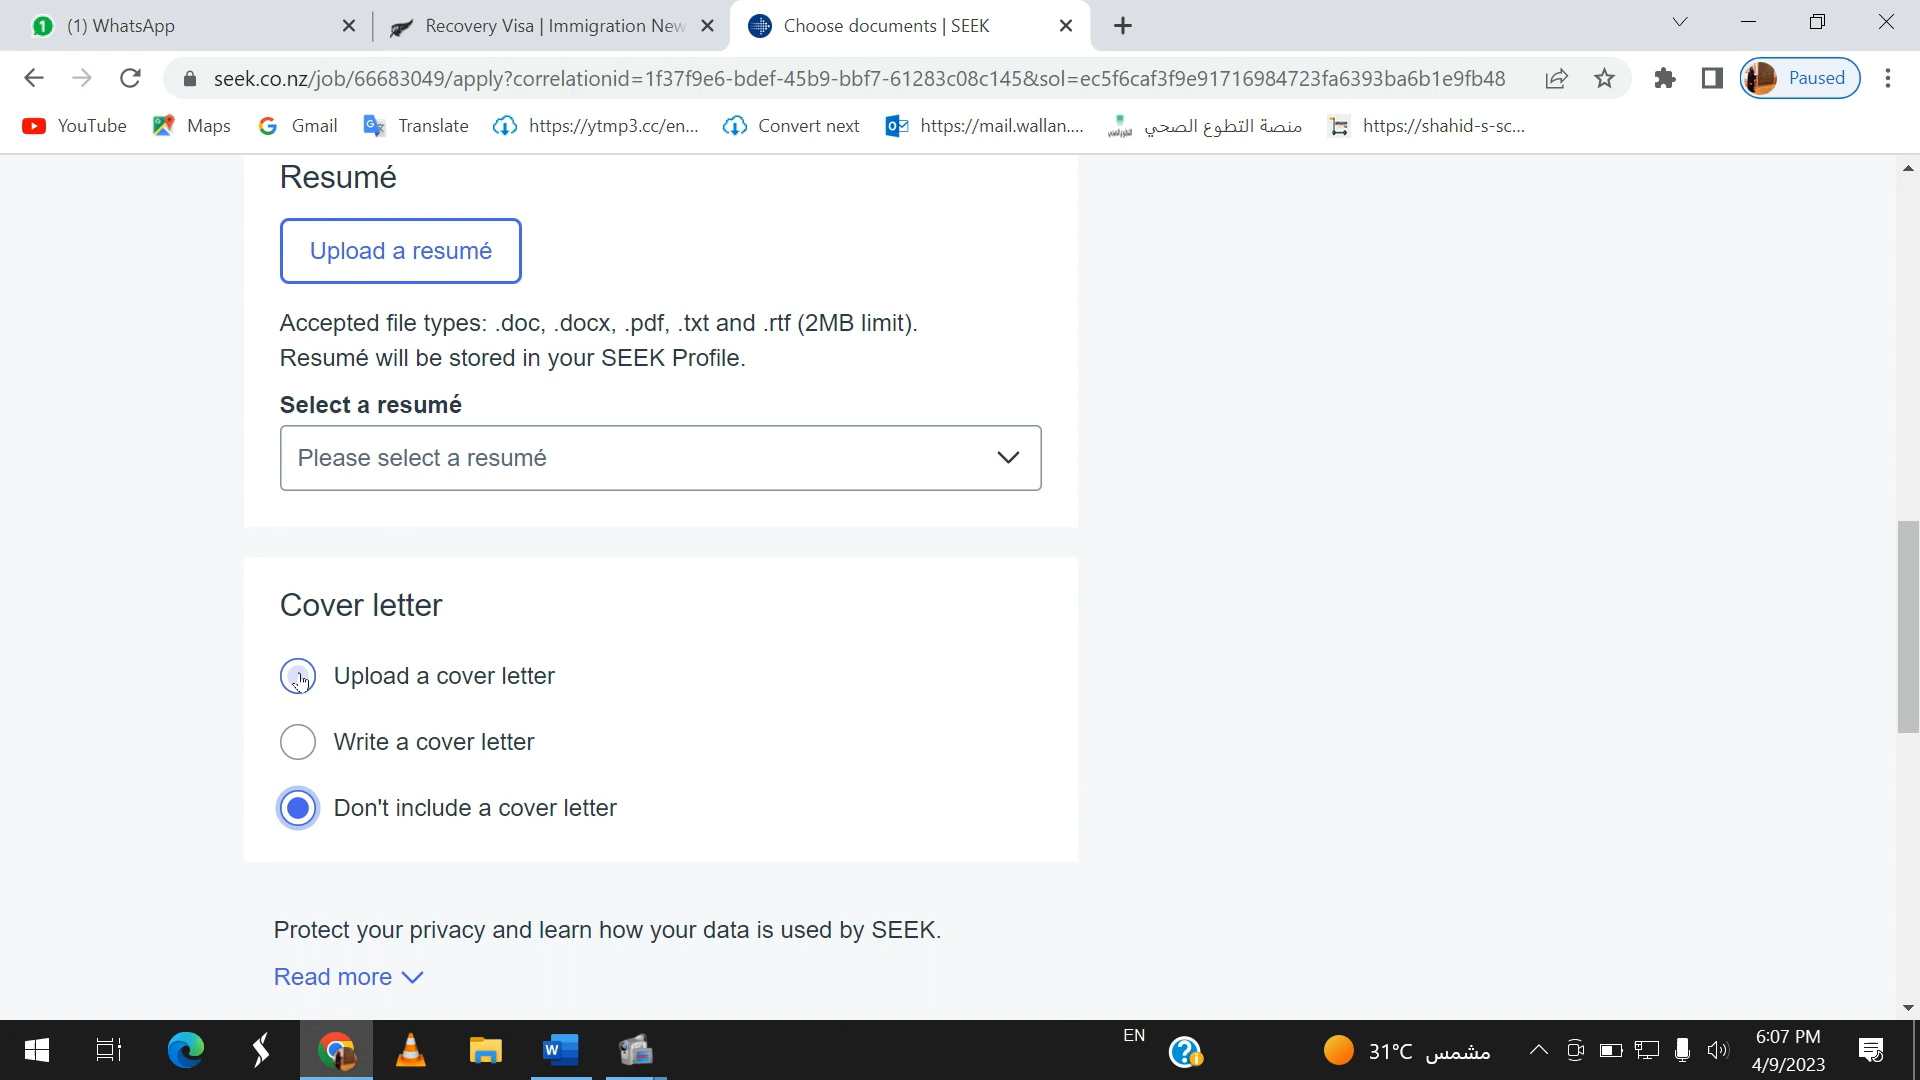 (1) WhatsApp
Recovery Visa | Immigration New
Choose documents | SEEK
seek.co.nz/job/66683049/apply?correlationid=1f37f9e6-bdef-45b9-bbf7-61283c08c145&sol=ec5f6caf3f9e91716984723fa6393ba6b1e9fb48
Paused
YouTube
Maps
Gmail
Translate
https://ytmp3.cc/en...
Convert next
https://mail.wallan....
منصة التطوع الصحي
https://shahid-s-sc...
Resumé
Upload a resumé
Accepted file types: .doc, .docx, .pdf, .txt and .rtf (2MB limit).
Resumé will be stored in your SEEK Profile.
Select a resumé
Please select a resumé
Cover letter
Upload a cover letter
Write a cover letter
Don't include a cover letter
Protect your privacy and learn how your data is used by SEEK.
Read more
EN
31°C مشمس
6:07 PM
4/9/2023